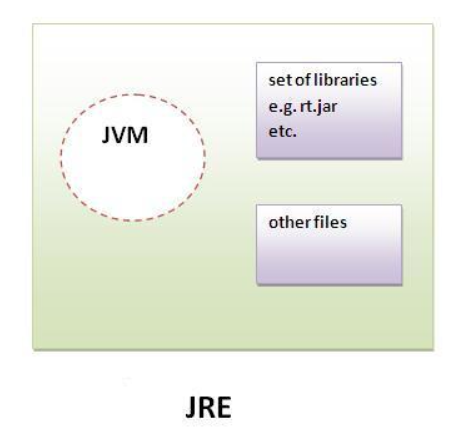 JVM
set of libraries
e.g. rt.jar
etc.
other files
JRE